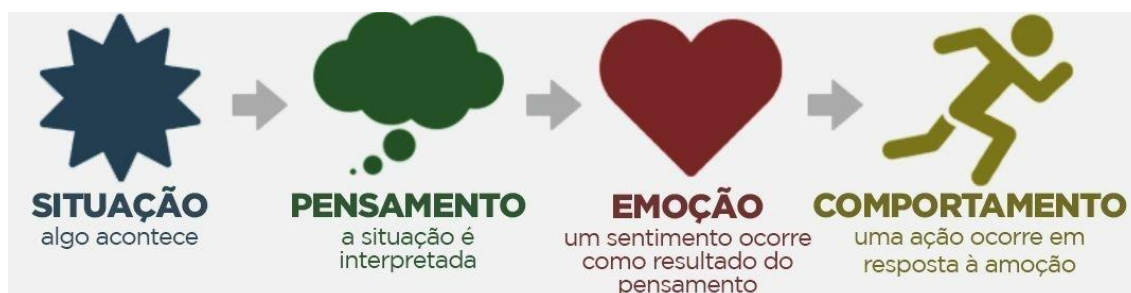 SITUAÇÃO
algo acontece
PENSAMENTO
a situação é
interpretada
EMOÇÃO
um sentimento ocorre
como resultado do
pensamento
COMPORTAMENTO
uma ação ocorre em
resposta à amoção